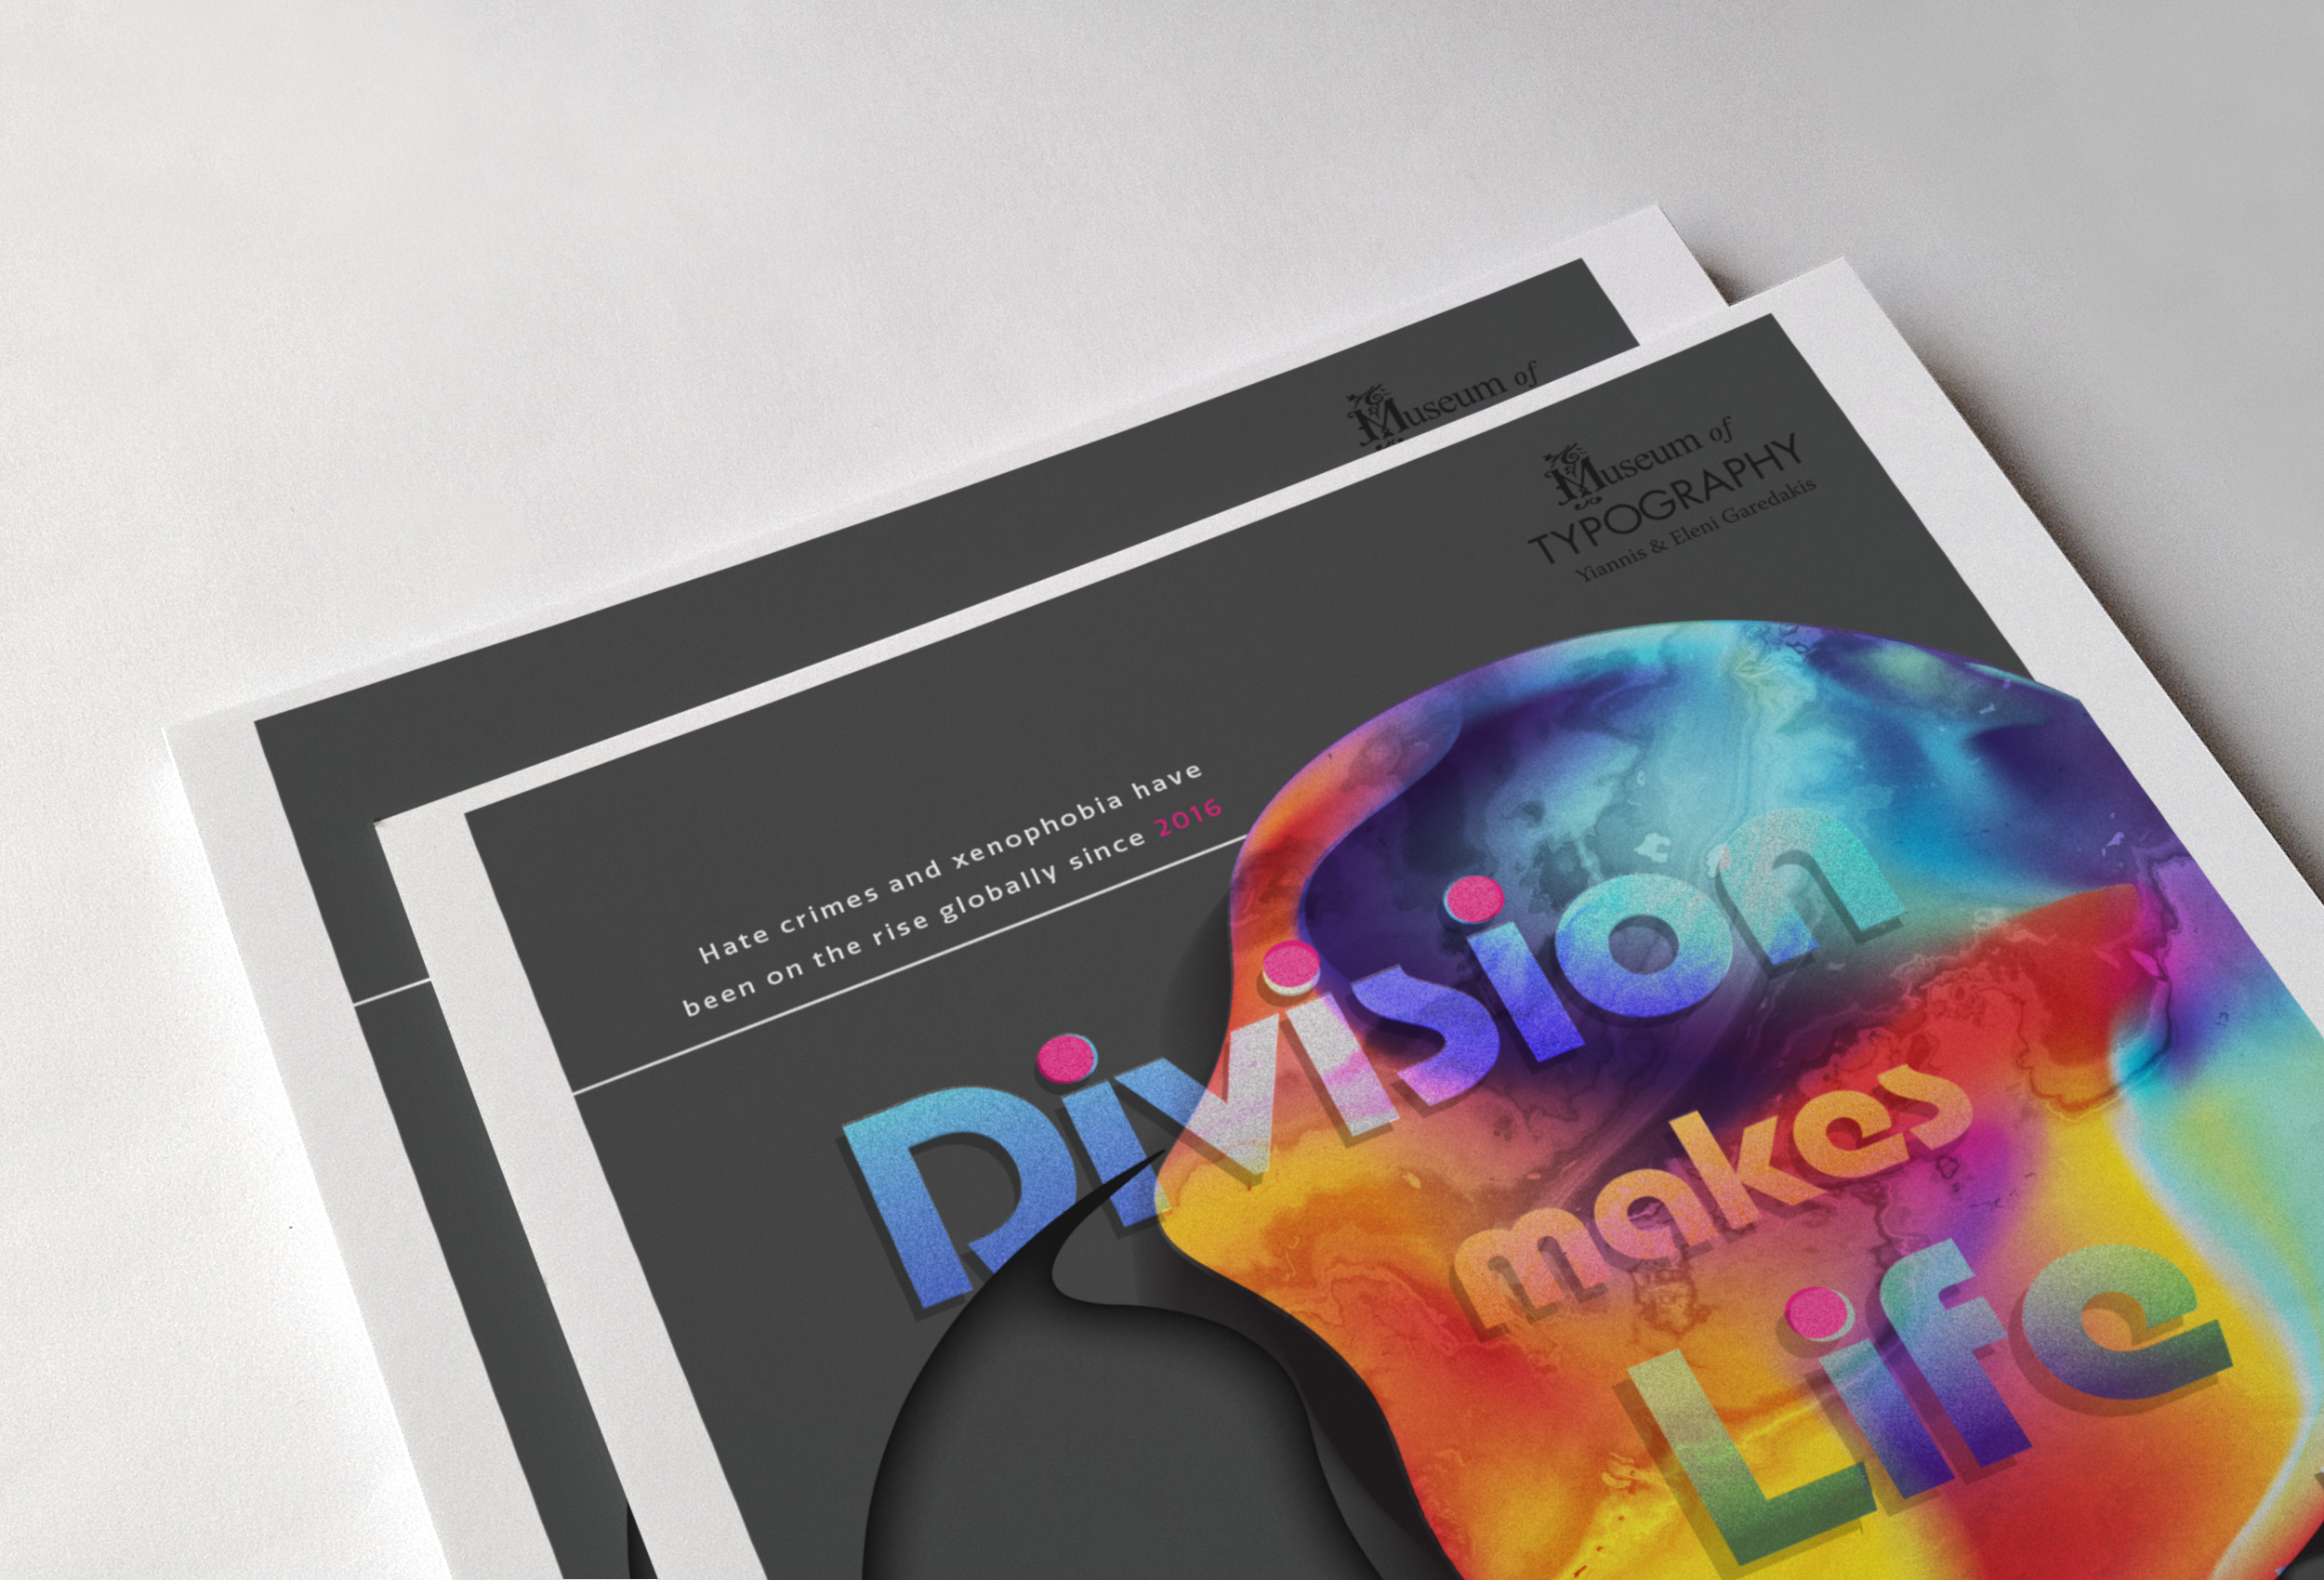 Museum of
Museum of
TYPOGRAPHY
Yiannis & Eleni Garedakis
Hate crimes and xenophobia have
been on the rise globally since 2016
Division
makes
Life